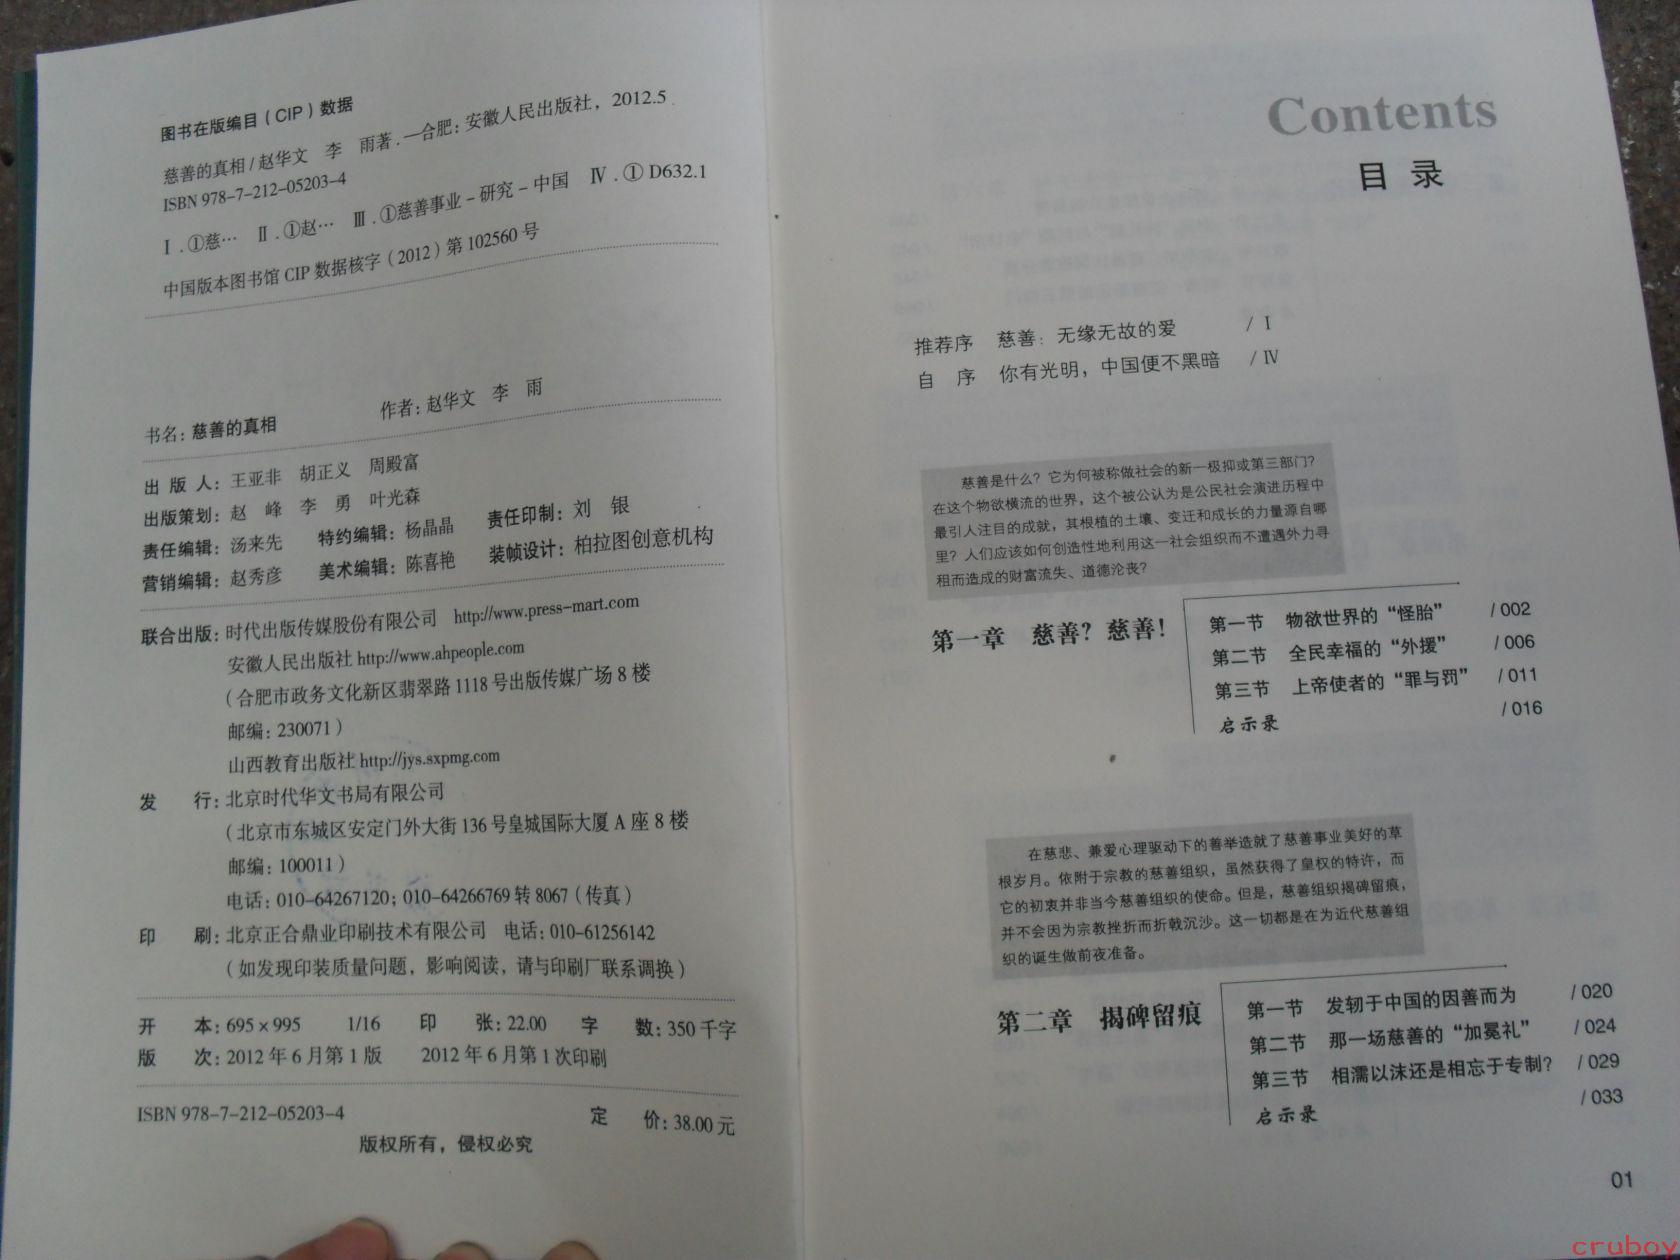 图书在版编目(CIP)数据
慈善的真相/赵华文 李 雨著.—合肥:安徽人民出版社,2012.5
ISBN 978-7-212-05203-4
Ⅰ.①慈… Ⅱ.①赵… Ⅲ.①慈善事业-研究-中国 Ⅳ.①D632.1
中国版本图书馆CIP数据核字(2012)第102560号
书名:慈善的真相 作者:赵华文 李 雨
出 版 人:王亚非 胡正义 周殿富
出版策划:赵 峰 李 勇 叶光森
责任编辑:汤来先 特约编辑:杨晶晶 责任印制:刘 银
营销编辑:赵秀彦 美术编辑:陈喜艳 装帧设计:柏拉图创意机构
联合出版:时代出版传媒股份有限公司 http://www.press-mart.com
安徽人民出版社 http://www.ahpeople.com
(合肥市政务文化新区翡翠路1118号出版传媒广场8楼
邮编:230071)
山西教育出版社 http://jys.sxpmg.com
发 行:北京时代华文书局有限公司
(北京市东城区安定门外大街136号皇城国际大厦A座8楼
邮编:100011)
电话:010-64267120;010-64266769转8067(传真)
印 刷:北京正合鼎业印刷技术有限公司 电话:010-61256142
(如发现印装质量问题,影响阅读,请与印刷厂联系调换)
开 本:695×995 1/16 印 张:22.00 字 数:350千字
版 次:2012年6月第1版 2012年6月第1次印刷
ISBN 978-7-212-05203-4 定 价:38.00元
版权所有,侵权必究
Contents
目 录
推荐序 慈善:无缘无故的爱 / Ⅰ
自 序 你有光明,中国便不黑暗 / Ⅳ
慈善是什么?它为何被称做社会的新一极抑或第三部门?
在这个物欲横流的世界,这个被公认为是公民社会演进历程中
最引人注目的成就,其根植的土壤、变迁和成长的力量源自哪
里?人们应该如何创造性地利用这一社会组织而不遭遇外力寻
租而造成的财富流失、道德沦丧?
第一章 慈善?慈善!
第一节 物欲世界的“怪胎” / 002
第二节 全民幸福的“外援” / 006
第三节 上帝使者的“罪与罚” / 011
启示录 / 016
在慈悲、兼爱心理驱动下的善举造就了慈善事业美好的草
根岁月。依附于宗教的慈善组织,虽然获得了皇权的特许,而
它的初衷并非当今慈善组织的使命。但是,慈善组织揭碑留痕,
并不会因为宗教挫折而折戟沉沙。这一切都是在为近代慈善组
织的诞生做前夜准备。
第二章 揭碑留痕
第一节 发轫于中国的因善而为 / 020
第二节 那一场慈善的“加冕礼” / 024
第三节 相濡以沫还是相忘于专制? / 029
启示录 / 033
01
cruboy